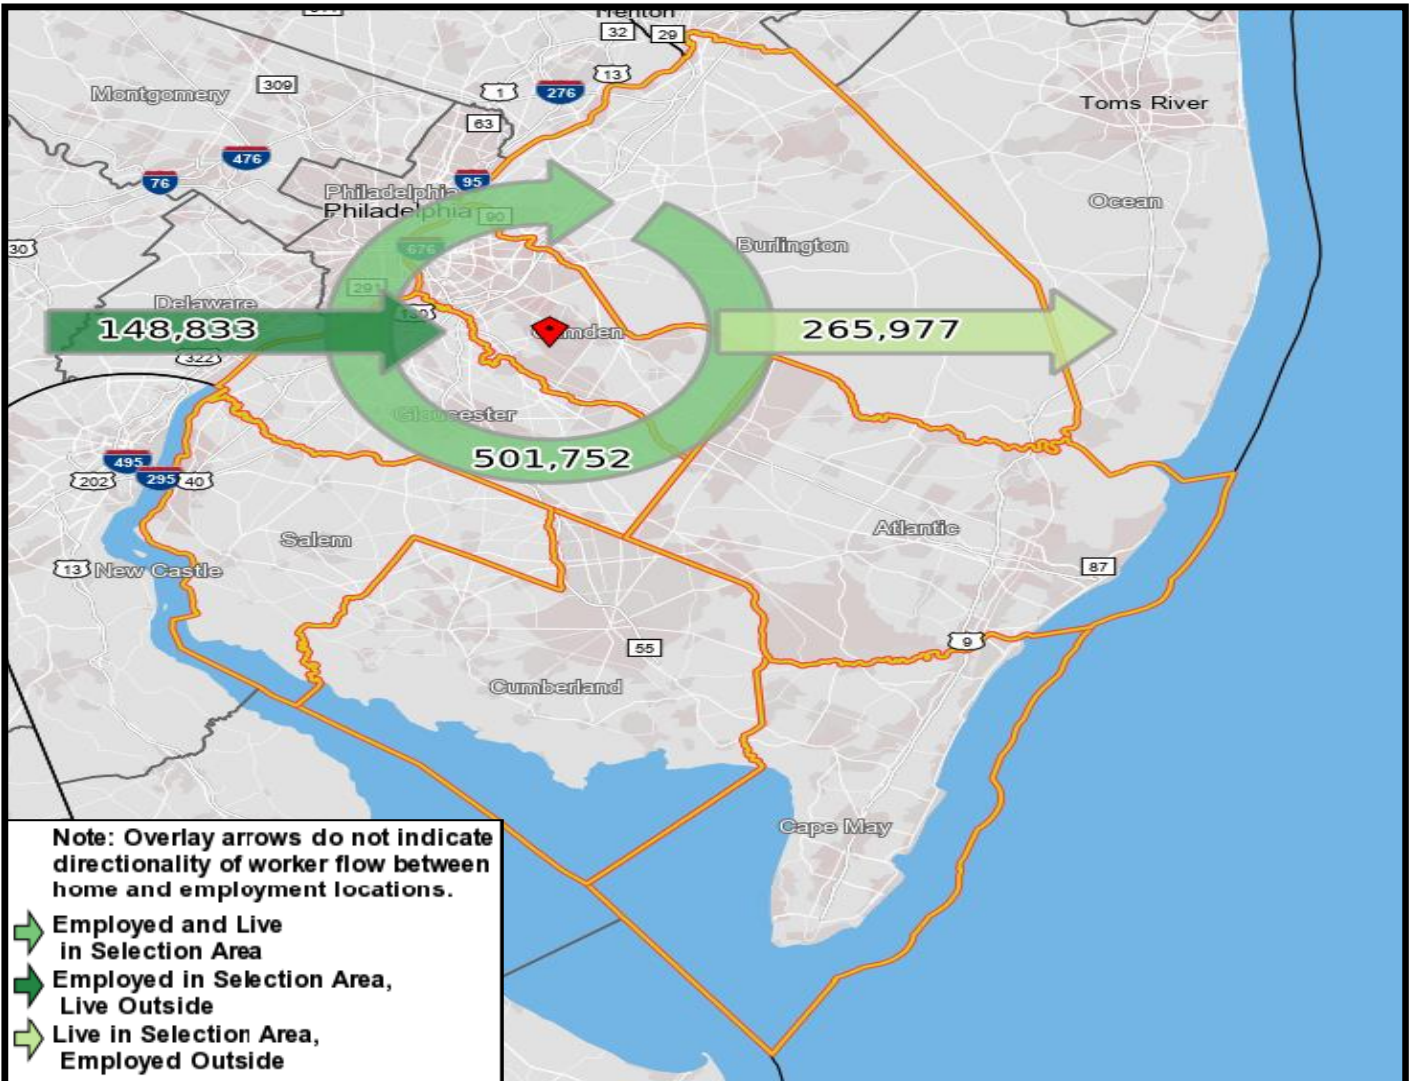 32
29
13
309
Montgomery
1
276
Toms River
63
476
76
95
Philadelphia
Ocean
Philadelphia
90
30
676
Burlington
291
Delaware
148,833
265,977
Camden
322
Gloucester
501,752
495
202
295
40
Atlantic
Salem
87
13
New Castle
9
55
Cumberland
Cape May
Note: Overlay arrows do not indicate
directionality of worker flow between
home and employment locations.
Employed and Live
in Selection Area
Employed in Selection Area,
Live Outside
Live in Selection Area,
Employed Outside